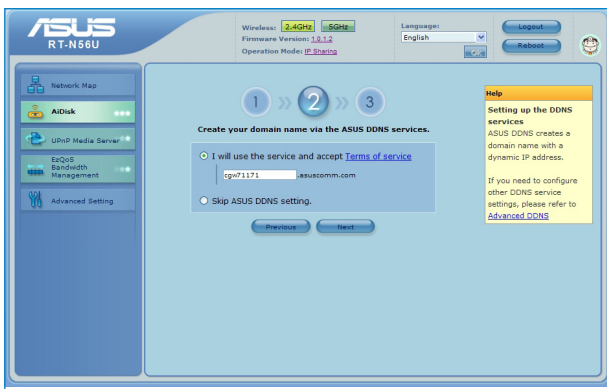 ASUS
RT-N56U
Wireless: 2.4GHz 5GHz
Firmware Version: 1.0.1.2
Operation Mode: IP Sharing
Language:
English
OK
Logout
Reboot
Network Map
AiDisk
UPnP Media Server
EzQoS
Bandwidth
Management
Advanced Setting
1 » 2 » 3
Create your domain name via the ASUS DDNS services.
I will use the service and accept Terms of service
cgw71171 .asuscomm.com
Skip ASUS DDNS setting.
Previous Next
Help
Setting up the DDNS
services
ASUS DDNS creates a
domain name with a
dynamic IP address.
If you need to configure
other DDNS service
settings, please refer to
Advanced DDNS